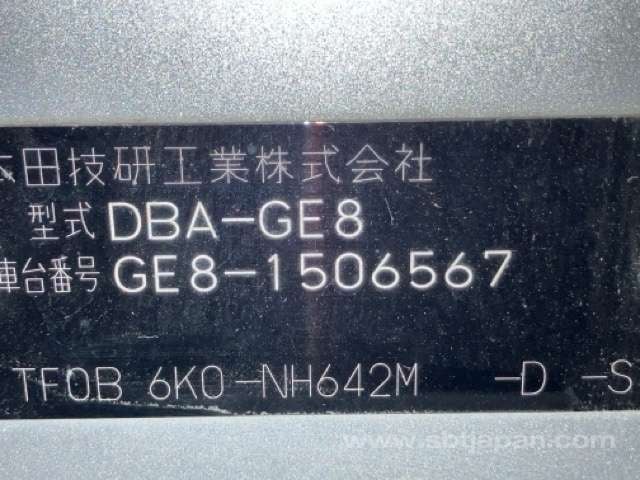 本田技研工業株式会社
型式 DBA-GE8
車台番号 GE8-1506567
TF0B 6K0-NH642M -D -S
www.sbtjapan.com